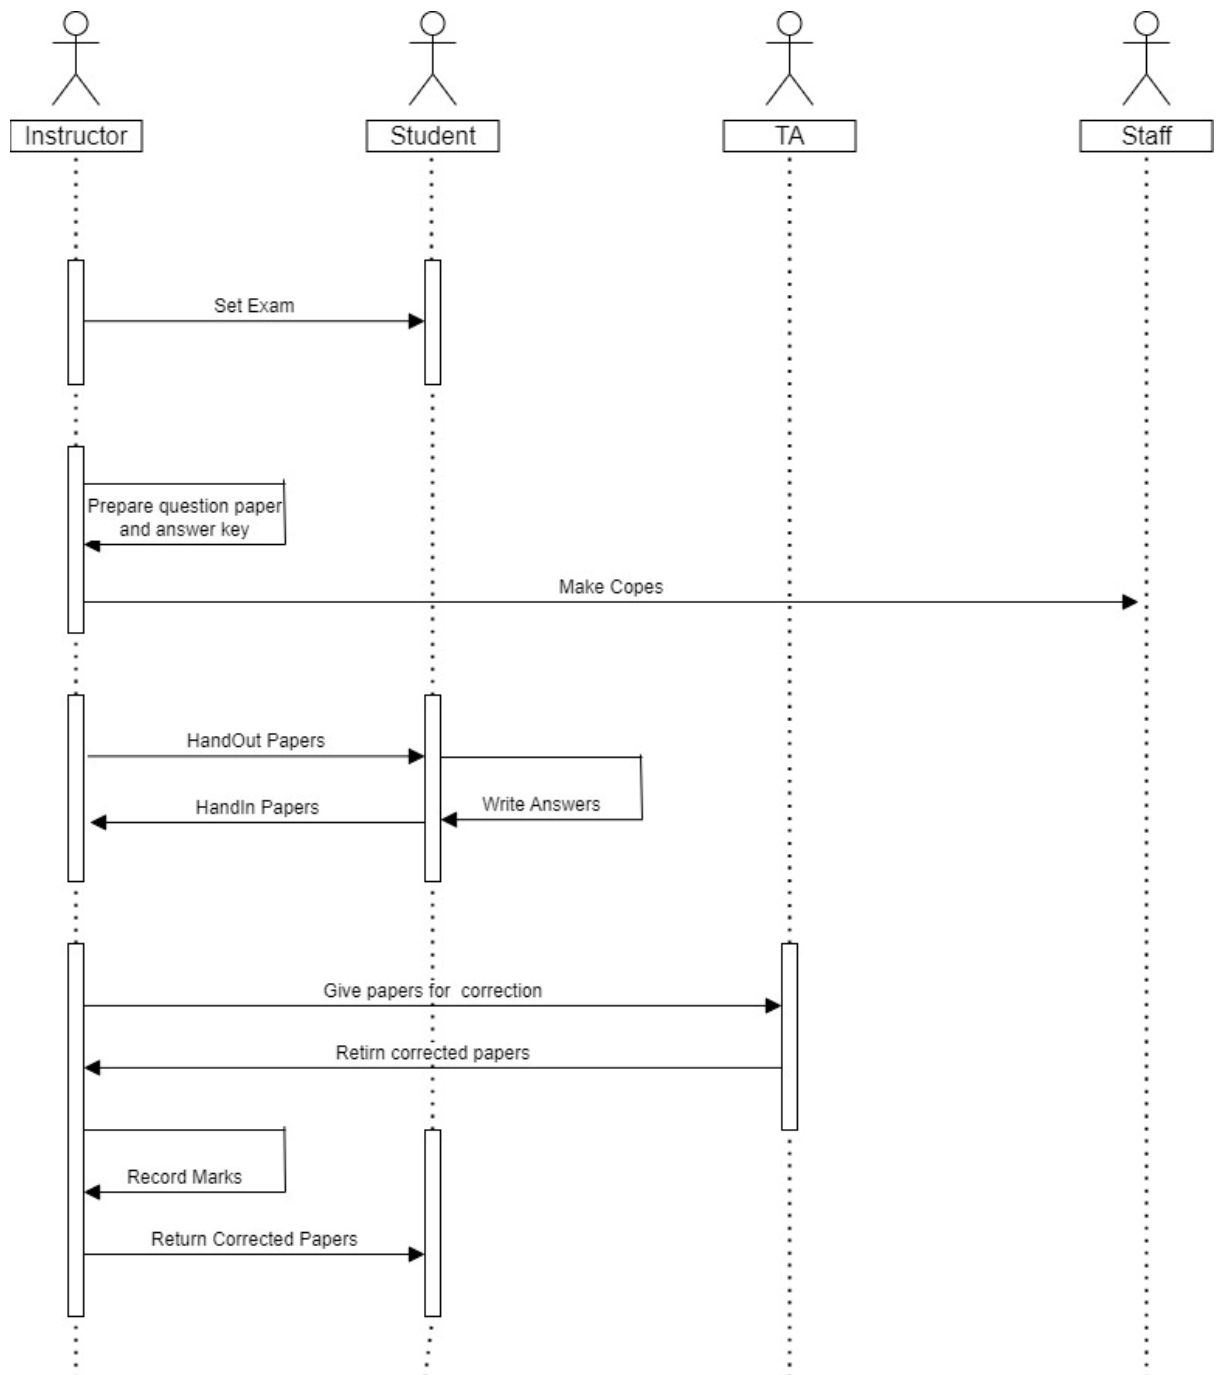 Instructor
Student
TA
Staff
Set Exam
Prepare question paper
and answer key
Make Copes
HandOut Papers
Write Answers
HandIn Papers
Give papers for correction
Retirn corrected papers
Record Marks
Return Corrected Papers